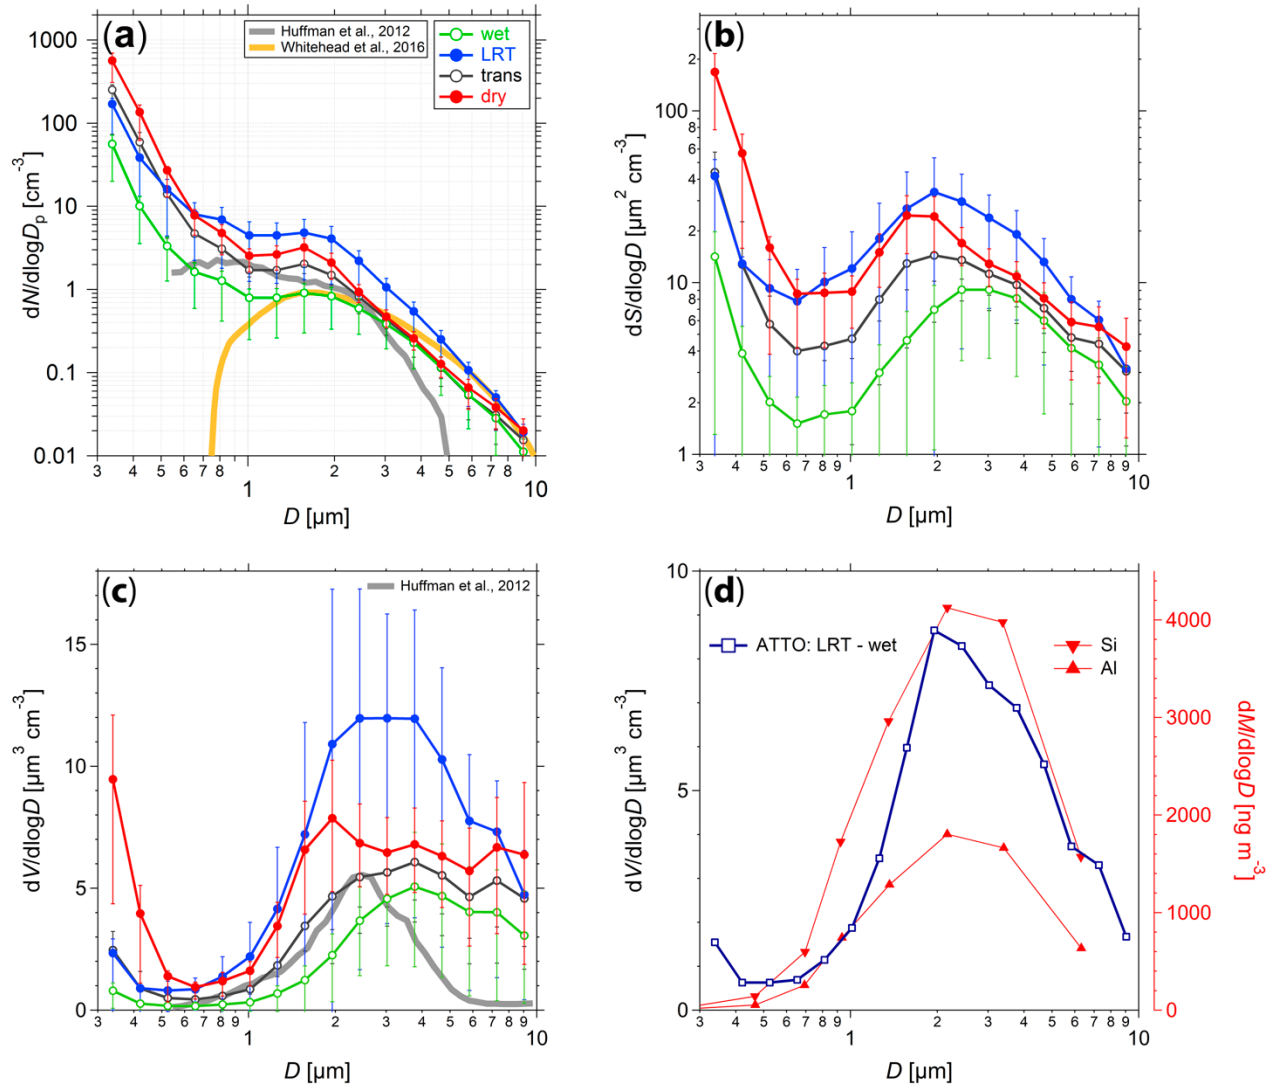 (a)
Huffman et al., 2012
Whitehead et al., 2016
wet
LRT
trans
dry
1000
100
10
1
0.1
0.01
dN/dlogDp [cm-3]
3 4 5 6 7 8 1 2 3 4 5 6 7 8 10
D [µm]
(b)
2
100
8
6
4
2
10
8
6
4
2
1
dS/dlogD [µm2 cm-3]
3 4 5 6 7 8 9 1 2 3 4 5 6 7 8 9 10
D [µm]
(c)
Huffman et al., 2012
15
10
5
0
dV/dlogD [µm3 cm-3]
3 4 5 6 7 8 9 1 2 3 4 5 6 7 8 9 10
D [µm]
(d)
ATTO: LRT - wet
Si
Al
10
5
0
dV/dlogD [µm3 cm-3]
4000
3000
2000
1000
0
dM/dlogD [ng m-3]
3 4 5 6 7 8 9 1 2 3 4 5 6 7 8 9 10
D [µm]